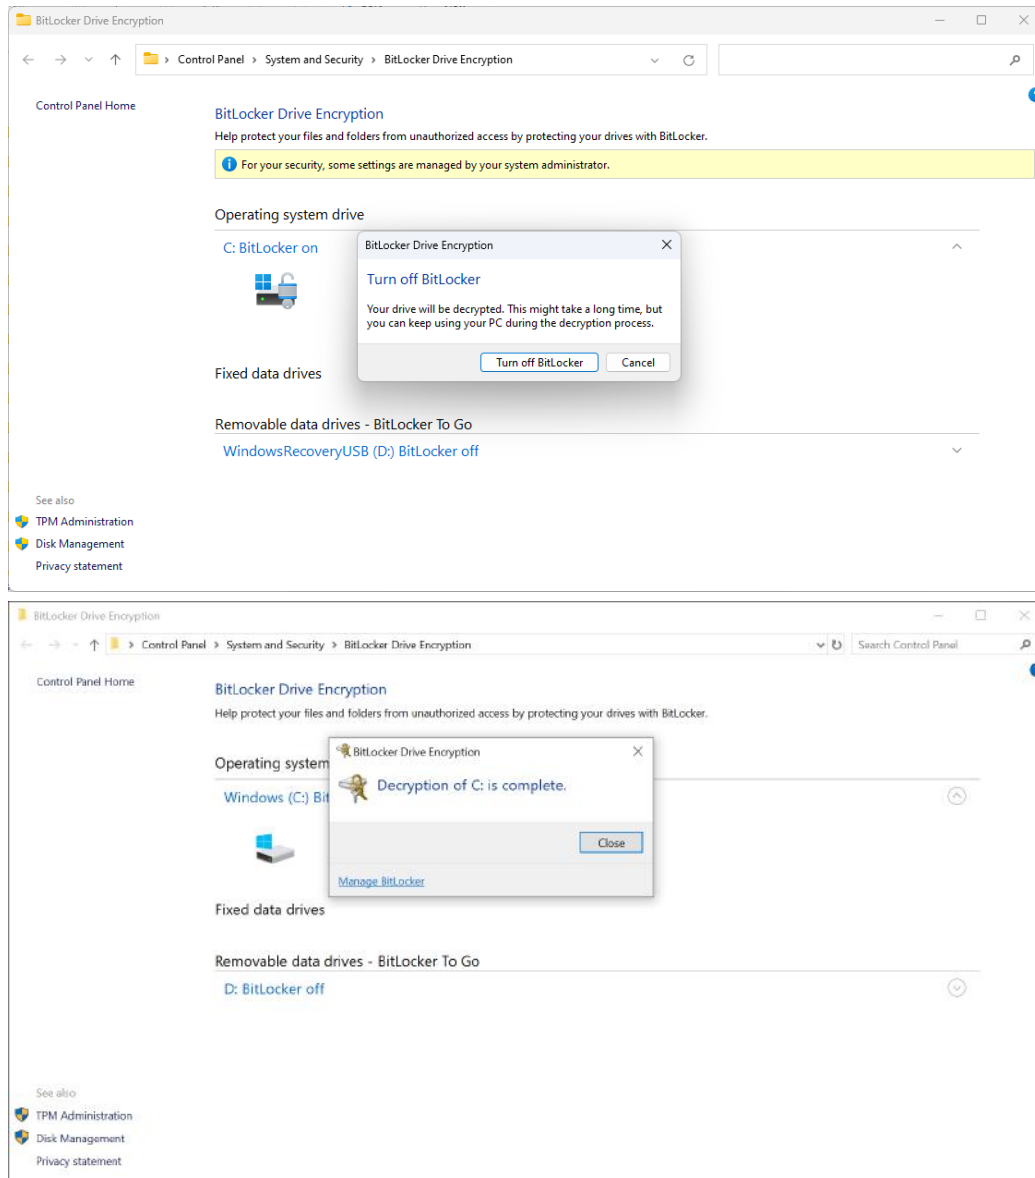 BitLocker Drive Encryption
Control Panel > System and Security > BitLocker Drive Encryption
Control Panel Home
BitLocker Drive Encryption
Help protect your files and folders from unauthorized access by protecting your drives with BitLocker.
For your security, some settings are managed by your system administrator.
Operating system drive
C: BitLocker on
BitLocker Drive Encryption
Turn off BitLocker
Your drive will be decrypted. This might take a long time, but
you can keep using your PC during the decryption process.
Turn off BitLocker
Cancel
Fixed data drives
Removable data drives - BitLocker To Go
WindowsRecoveryUSB (D:) BitLocker off
See also
TPM Administration
Disk Management
Privacy statement
BitLocker Drive Encryption
Control Panel > System and Security > BitLocker Drive Encryption
Search Control Panel
Control Panel Home
BitLocker Drive Encryption
Help protect your files and folders from unauthorized access by protecting your drives with BitLocker.
Operating system
Windows (C:) Bit
BitLocker Drive Encryption
Decryption of C: is complete.
Close
Manage BitLocker
Fixed data drives
Removable data drives - BitLocker To Go
D: BitLocker off
See also
TPM Administration
Disk Management
Privacy statement